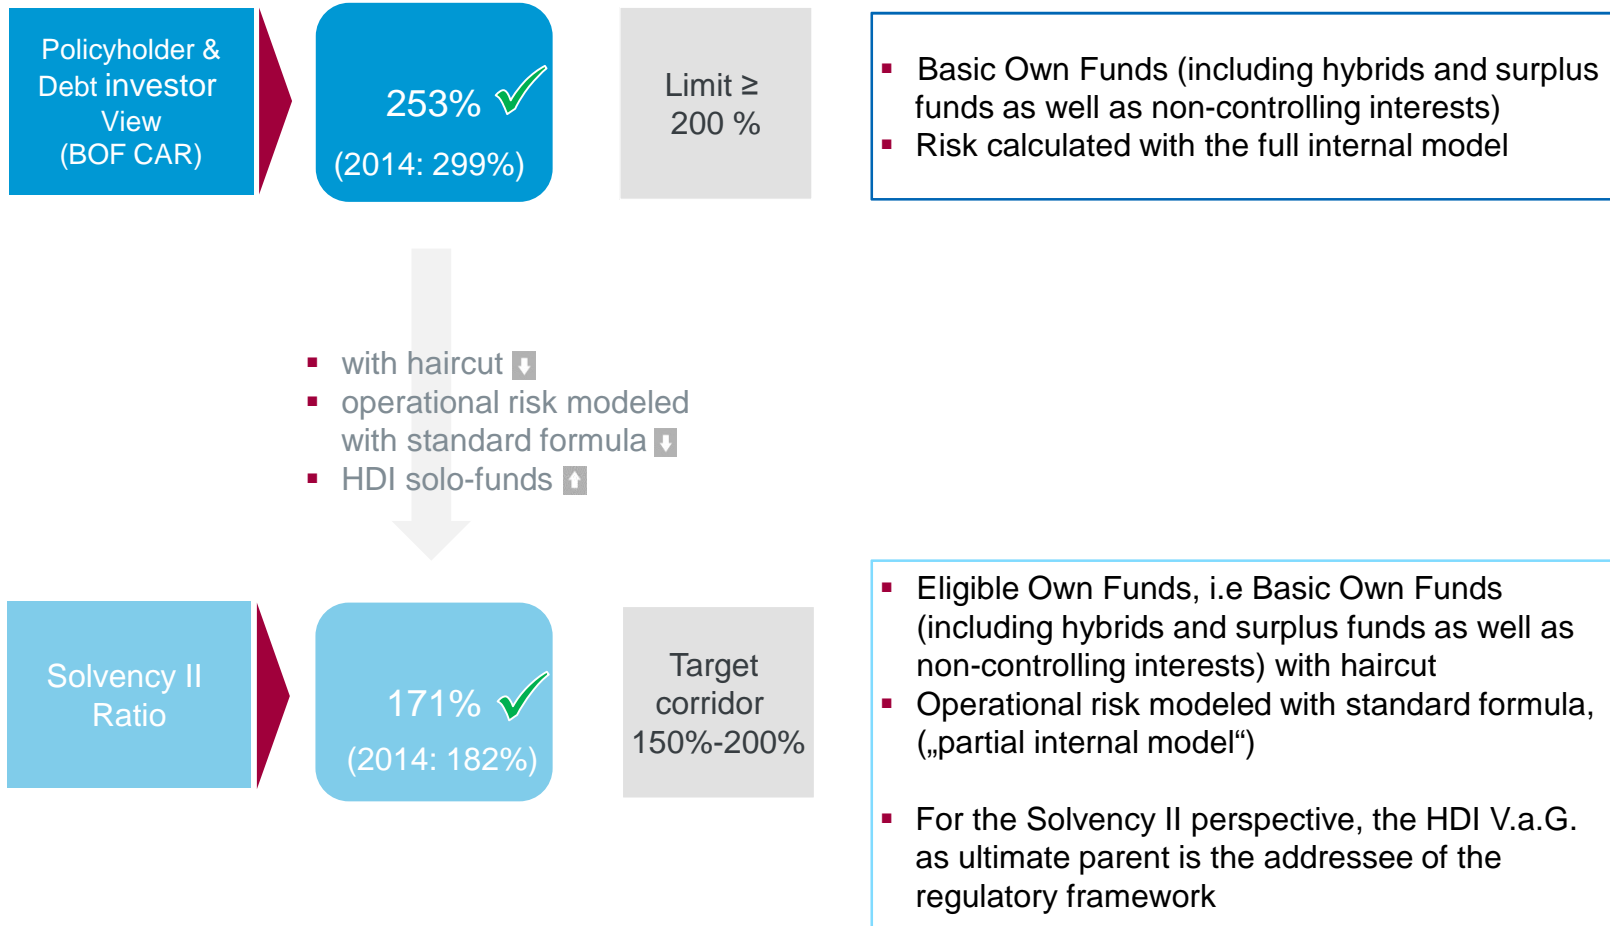 Policyholder &
Debt investor
View
(BOF CAR)
253%
(2014: 299%)
Limit ≥
200 %
▪ Basic Own Funds (including hybrids and surplus
funds as well as non-controlling interests)
▪ Risk calculated with the full internal model
▪ with haircut
▪ operational risk modeled
with standard formula
▪ HDI solo-funds
Solvency II
Ratio
171%
(2014: 182%)
Target
corridor
150%-200%
▪ Eligible Own Funds, i.e Basic Own Funds
(including hybrids and surplus funds as well as
non-controlling interests) with haircut
▪ Operational risk modeled with standard formula,
(„partial internal model“)
▪ For the Solvency II perspective, the HDI V.a.G.
as ultimate parent is the addressee of the
regulatory framework